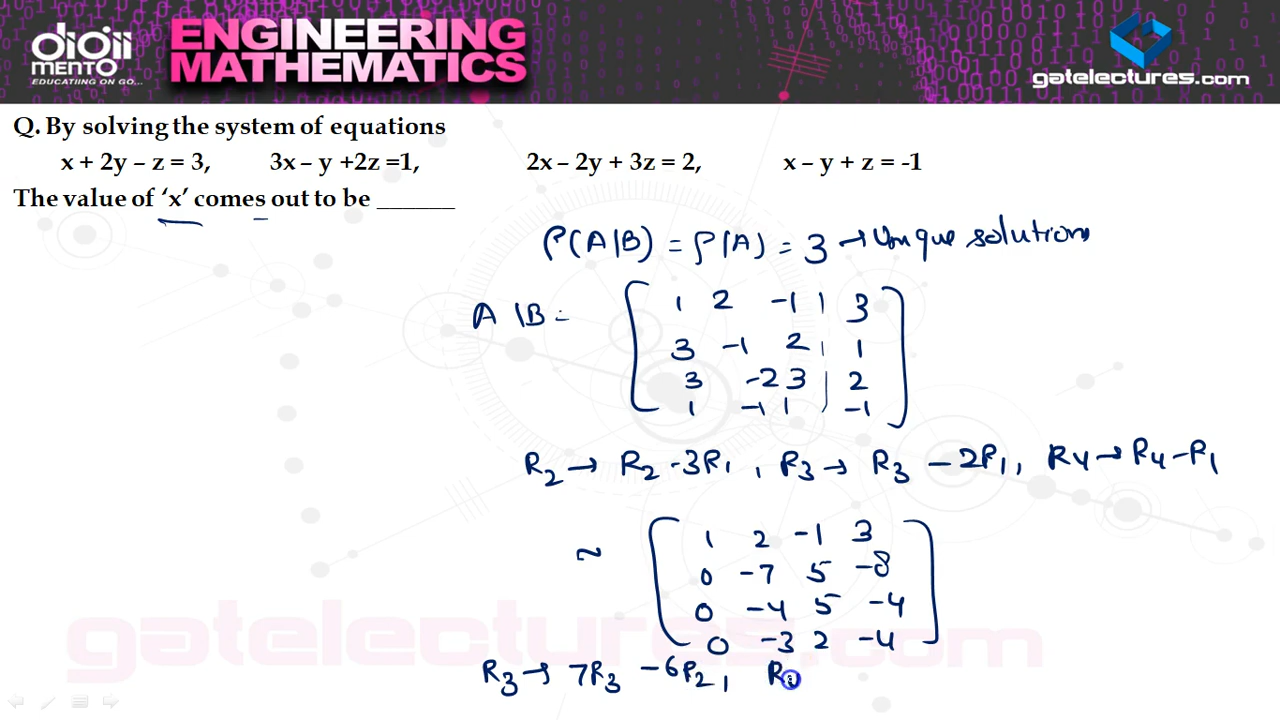 digii
MENTO
EDUCATIING ON GO...
ENGINEERING
MATHEMATICS
gatelectures.com
Q. By solving the system of equations
x + 2y – z = 3, 3x – y +2z =1, 2x – 2y + 3z = 2, x – y + z = -1
The value of ‘x’ comes out to be ______
ρ(A|B) = ρ(A) = 3 → Unique solution
A|B =
1 2 -1 | 3
3 -1 2 | 1
3 -2 3 | 2
1 -1 1 | -1
R2 → R2 - 3R1, R3 → R3 - 2R1, R4 → R4 - R1
~
1 2 -1 3
0 -7 5 -8
0 -4 5 -4
0 -3 2 -4
gatelectures.com
R3 → 7R3 - 6R2,